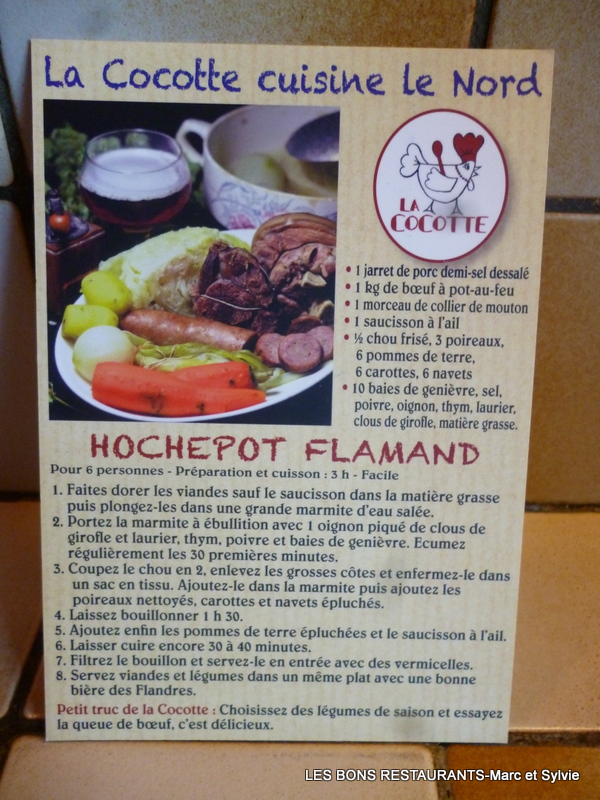 La Cocotte cuisine le Nord
LA
COCOTTE
• 1 jarret de porc demi-sel dessalé
• 1 kg de bœuf à pot-au-feu
• 1 morceau de collier de mouton
• 1 saucisson à l'ail
• ½ chou frisé, 3 poireaux,
6 pommes de terre,
6 carottes, 6 navets
• 10 baies de genièvre, sel,
poivre, oignon, thym, laurier,
clous de girofle, matière grasse.
HOCHEPOT FLAMAND
Pour 6 personnes - Préparation et cuisson : 3 h - Facile
1. Faites dorer les viandes sauf le saucisson dans la matière grasse
puis plongez-les dans une grande marmite d'eau salée.
2. Portez la marmite à ébullition avec 1 oignon piqué de clous de
girofle et laurier, thym, poivre et baies de genièvre. Ecumez
régulièrement les 30 premières minutes.
3. Coupez le chou en 2, enlevez les grosses côtes et enfermez-le dans
un sac en tissu. Ajoutez-le dans la marmite puis ajoutez les
poireaux nettoyés, carottes et navets épluchés.
4. Laissez bouillonner 1 h 30.
5. Ajoutez enfin les pommes de terre épluchées et le saucisson à l'ail.
6. Laisser cuire encore 30 à 40 minutes.
7. Filtrez le bouillon et servez-le en entrée avec des vermicelles.
8. Servez viandes et légumes dans un même plat avec une bonne
bière des Flandres.
Petit truc de la Cocotte : Choisissez des légumes de saison et essayez
la queue de bœuf, c'est délicieux.
LES BONS RESTAURANTS-Marc et Sylvie